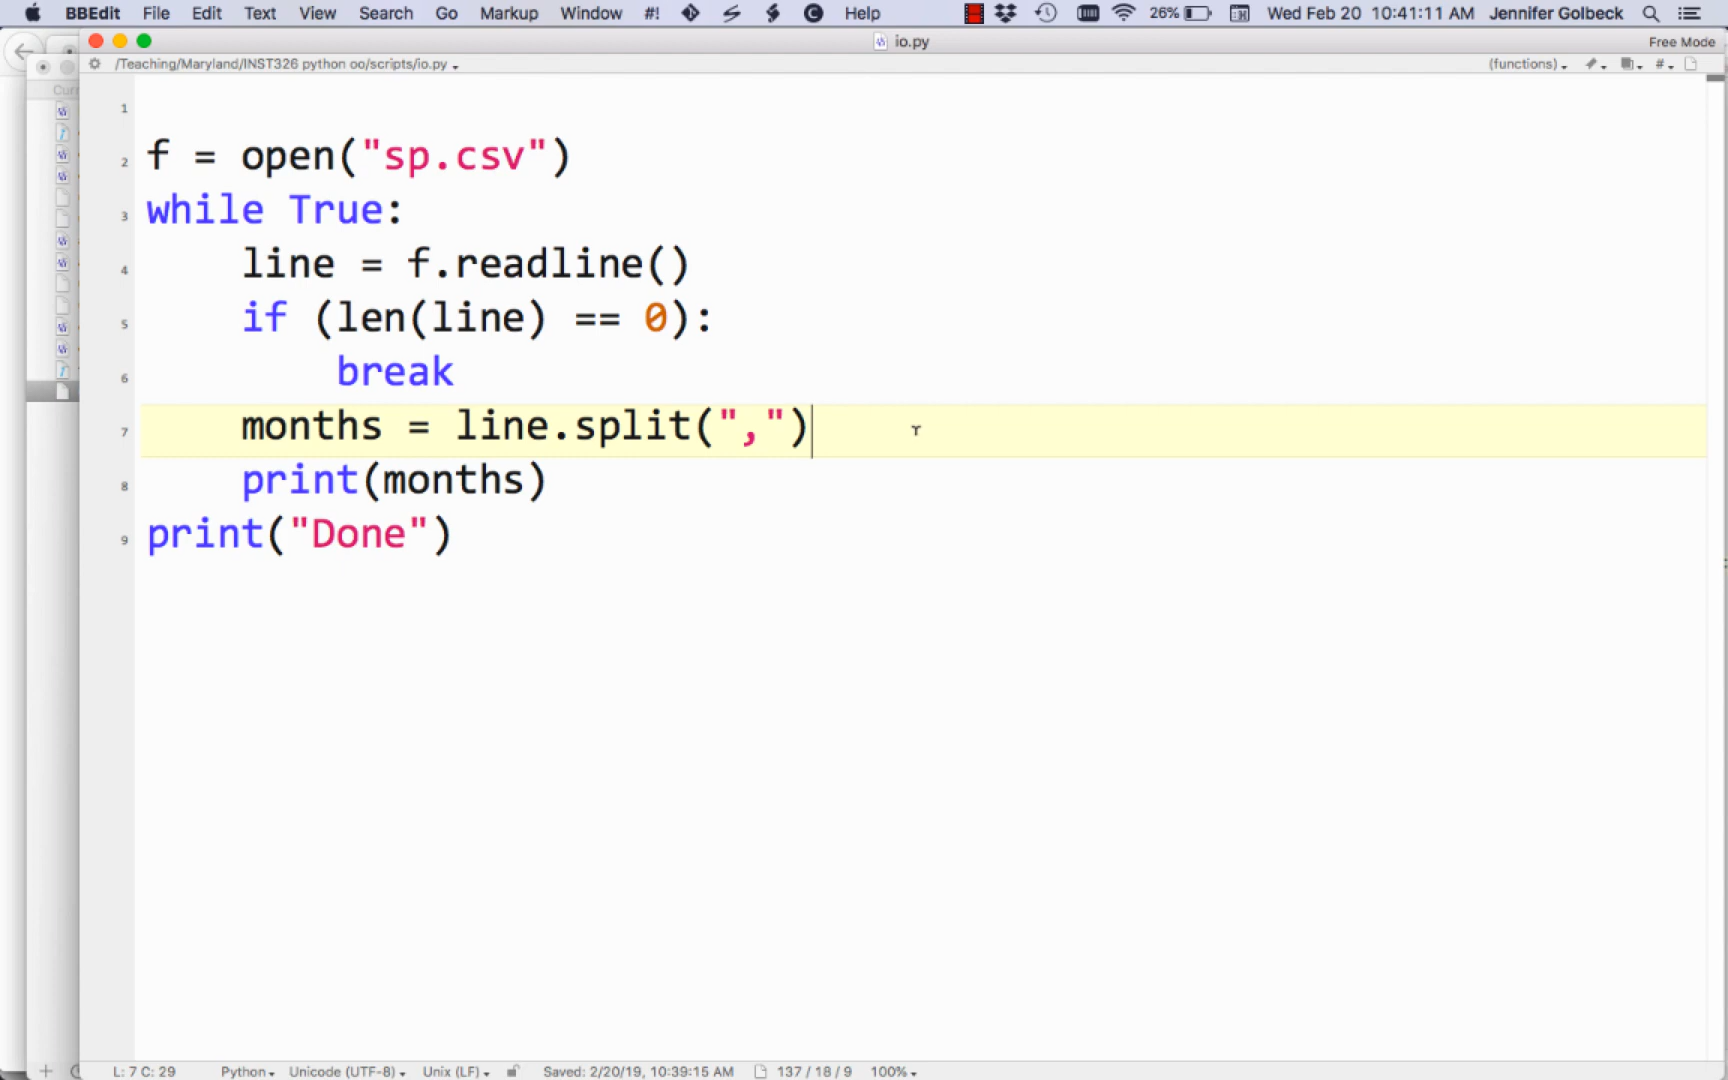 BBEdit File Edit Text View Search Go Markup Window #! Help 26% Wed Feb 20 10:41:11 AM Jennifer Golbeck
io.py Free Mode
/Teaching/Maryland/INST326 python oo/scripts/io.py (functions) #
Curr
1
2 f = open("sp.csv")
3 while True:
4 line = f.readline()
5 if (len(line) == 0):
6 break
7 months = line.split(",")
8 print(months)
9 print("Done")
L: 7 C: 29 Python Unicode (UTF-8) Unix (LF) Saved: 2/20/19, 10:39:15 AM 137 / 18 / 9 100%